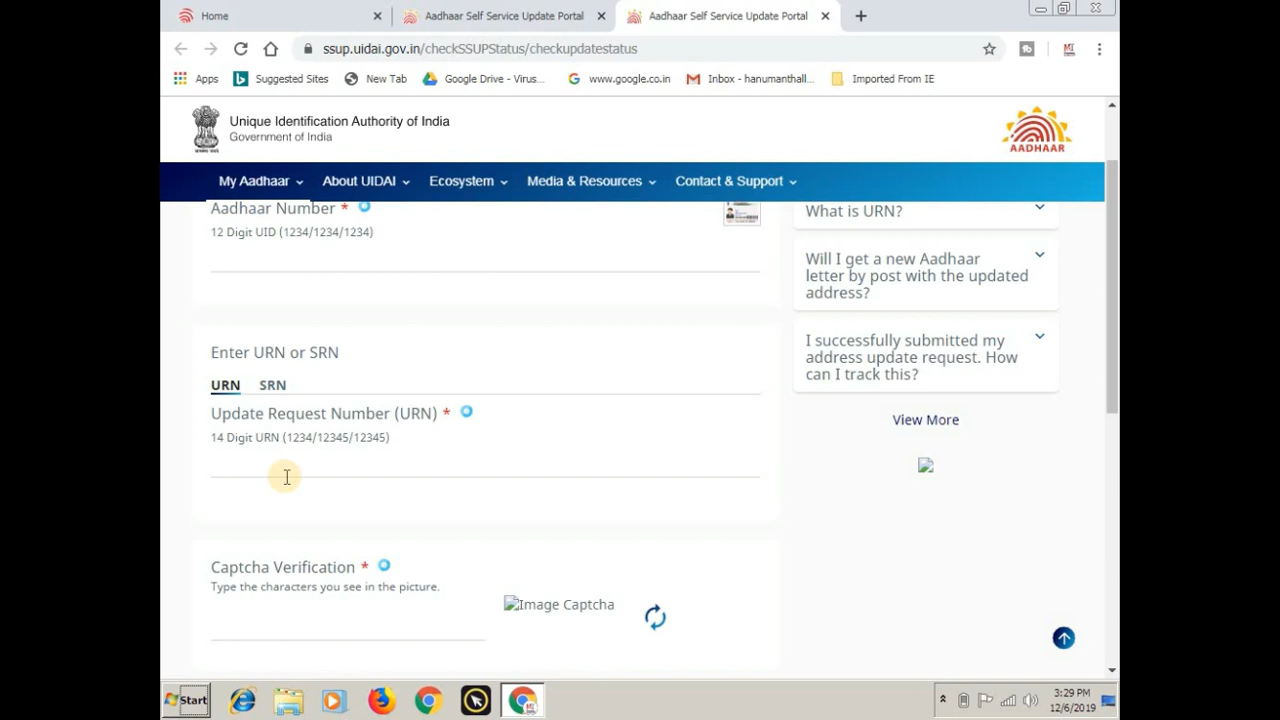 Home
Aadhaar Self Service Update Portal
Aadhaar Self Service Update Portal
ssup.uidai.gov.in/checkSSUPStatus/checkupdatestatus
Apps
Suggested Sites
New Tab
Google Drive - Virus...
www.google.co.in
Inbox - hanumanthall...
Imported From IE
Unique Identification Authority of India
Government of India
AADHAAR
My Aadhaar
About UIDAI
Ecosystem
Media & Resources
Contact & Support
Aadhaar Number *
12 Digit UID (1234/1234/1234)
Enter URN or SRN
URN
SRN
Update Request Number (URN) *
14 Digit URN (1234/12345/12345)
Captcha Verification *
Type the characters you see in the picture.
Image Captcha
What is URN?
Will I get a new Aadhaar
letter by post with the updated
address?
I successfully submitted my
address update request. How
can I track this?
View More
Start
3:29 PM
12/6/2019